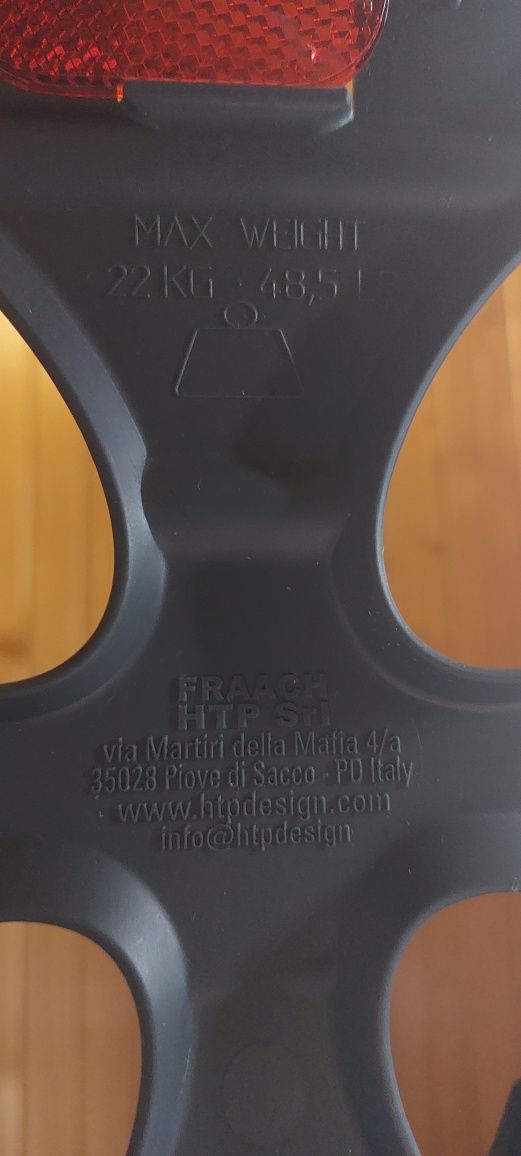 MAX WEIGHT
22 KG - 48,5 LB
FRAACH
HTP Srl
via Martiri della Mafia 4/a
35028 Piove di Sacco - PD Italy
www.htpdesign.com
info@htpdesign